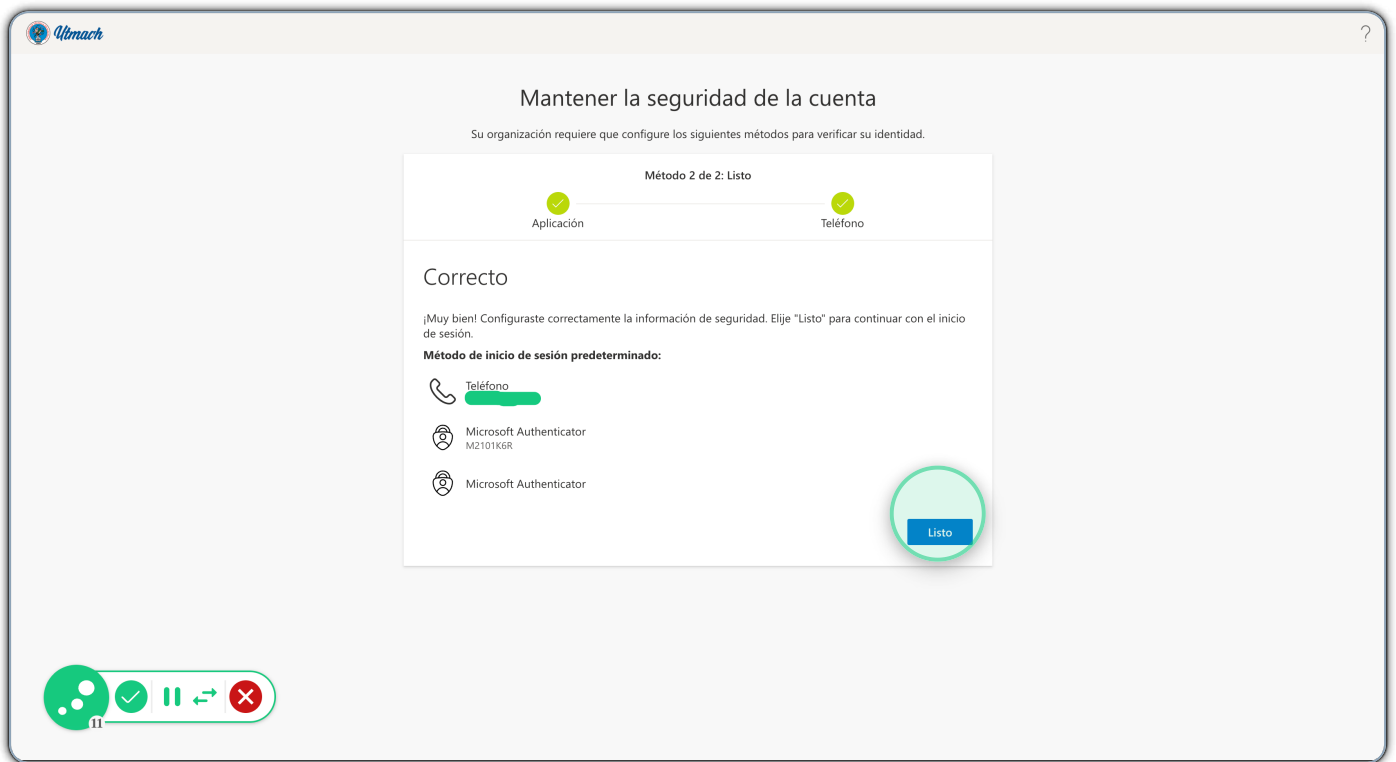 Utmach
?
Mantener la seguridad de la cuenta
Su organización requiere que configure los siguientes métodos para verificar su identidad.
Método 2 de 2: Listo
Aplicación
Teléfono
Correcto
¡Muy bien! Configuraste correctamente la información de seguridad. Elije "Listo" para continuar con el inicio
de sesión.
Método de inicio de sesión predeterminado:
Teléfono
Microsoft Authenticator
M2101K6R
Microsoft Authenticator
Listo
11